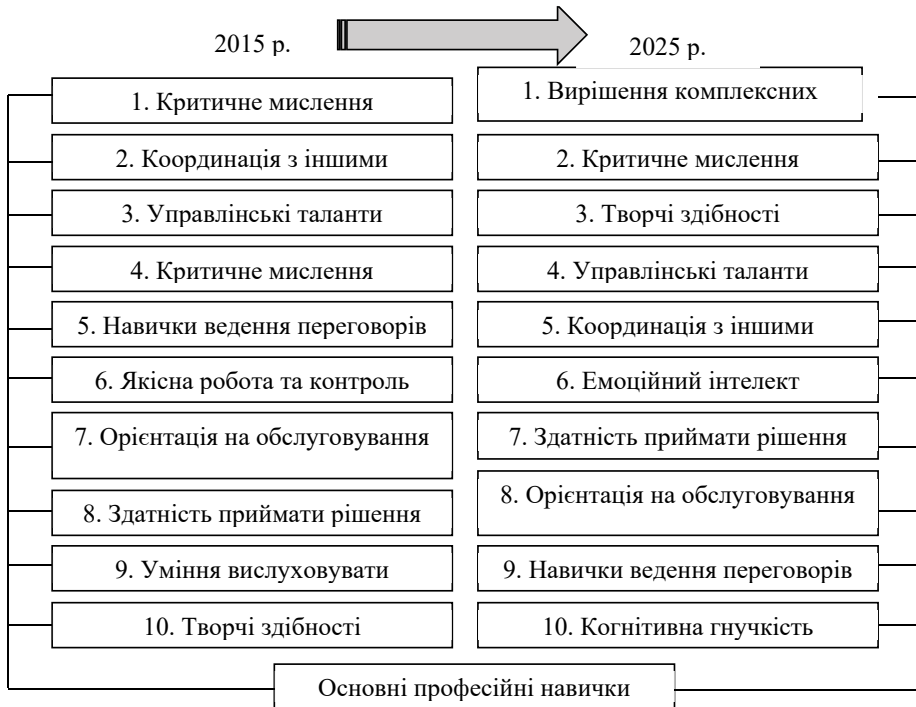 2015 р.
2025 р.
1. Критичне мислення
2. Координація з іншими
3. Управлінські таланти
4. Критичне мислення
5. Навички ведення переговорів
6. Якісна робота та контроль
7. Орієнтація на обслуговування
8. Здатність приймати рішення
9. Уміння вислуховувати
10. Творчі здібності
1. Вирішення комплексних
2. Критичне мислення
3. Творчі здібності
4. Управлінські таланти
5. Координація з іншими
6. Емоційний інтелект
7. Здатність приймати рішення
8. Орієнтація на обслуговування
9. Навички ведення переговорів
10. Когнітивна гнучкість
Основні професійні навички